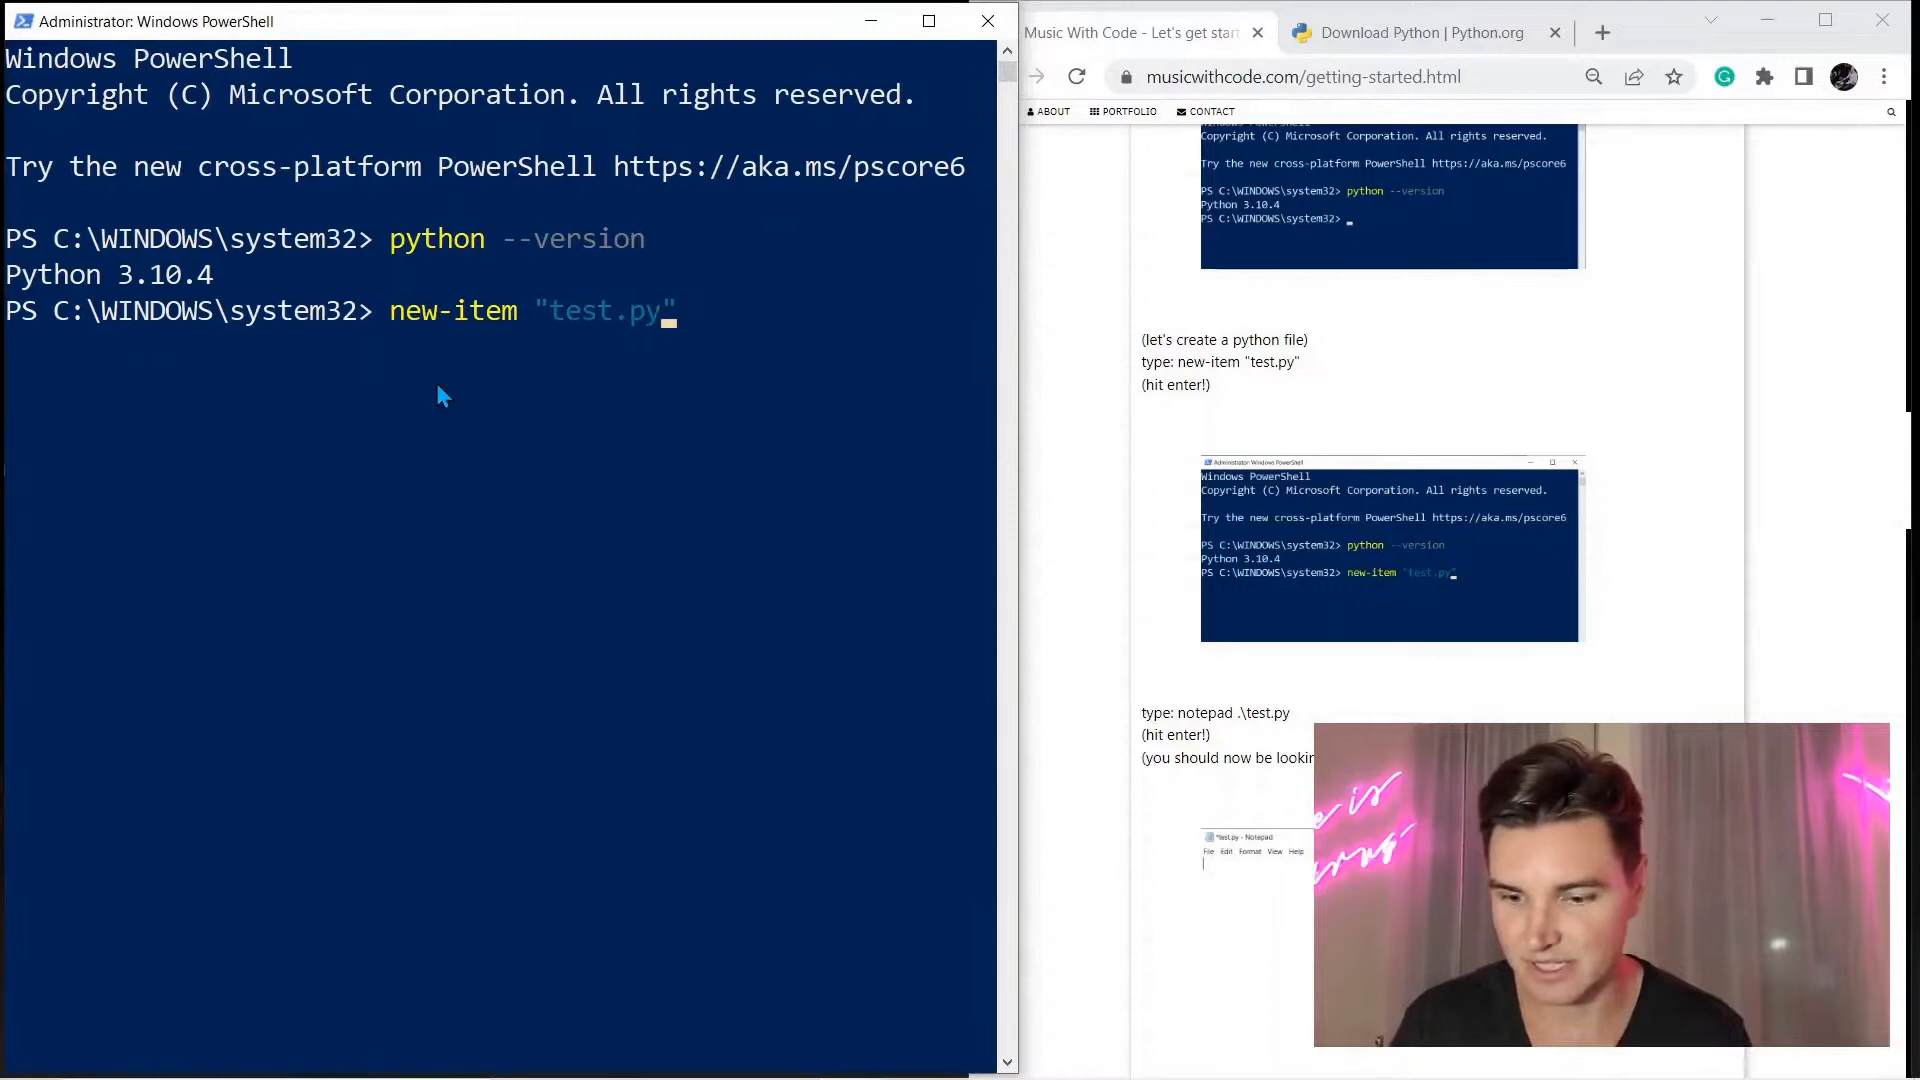 Administrator: Windows PowerShell
Windows PowerShell
Copyright (C) Microsoft Corporation. All rights reserved.
Try the new cross-platform PowerShell https://aka.ms/pscore6
PS C:\WINDOWS\system32> python --version
Python 3.10.4
PS C:\WINDOWS\system32> new-item "test.py"
Music With Code - Let's get start
Download Python | Python.org
musicwithcode.com/getting-started.html
ABOUT
PORTFOLIO
CONTACT
Copyright (C) Microsoft Corporation. All rights reserved.
Try the new cross-platform PowerShell https://aka.ms/pscore6
PS C:\WINDOWS\system32> python --version
Python 3.10.4
PS C:\WINDOWS\system32>
(let's create a python file)
type: new-item "test.py"
(hit enter!)
Administrator: Windows PowerShell
Windows PowerShell
Copyright (C) Microsoft Corporation. All rights reserved.
Try the new cross-platform PowerShell https://aka.ms/pscore6
PS C:\WINDOWS\system32> python --version
Python 3.10.4
PS C:\WINDOWS\system32> new-item "test.py"
type: notepad .\test.py
(hit enter!)
(you should now be lookin
*test.py - Notepad
File Edit Format View Help
e is